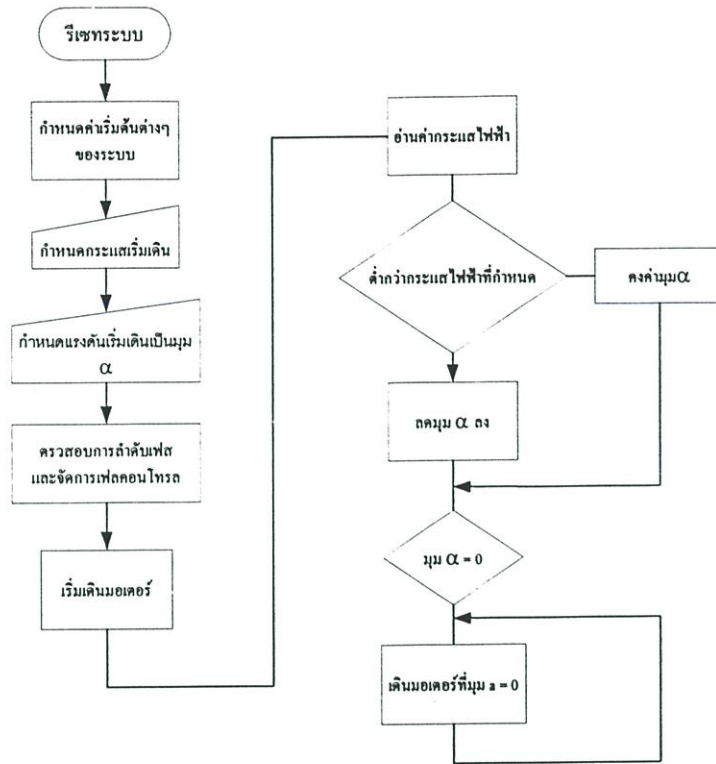 รีเซทระบบ
กำหนดค่าเริ่มต้นต่างๆ
ของระบบ
กำหนดกระแสเริ่มเดิน
กำหนดแรงดันเริ่มเดินเป็นมุม
α
ตรวสอบการลำดับเฟส
และจัดการเฟสคอนโทรล
เริ่มเดินมอเตอร์
อ่านค่ากระแสไฟฟ้า
ต่ำกว่ากระแสไฟฟ้าที่กำหนด
คงค่ามุมα
ลดมุม α ลง
มุม α = 0
เดินมอเตอร์ที่มุม a = 0